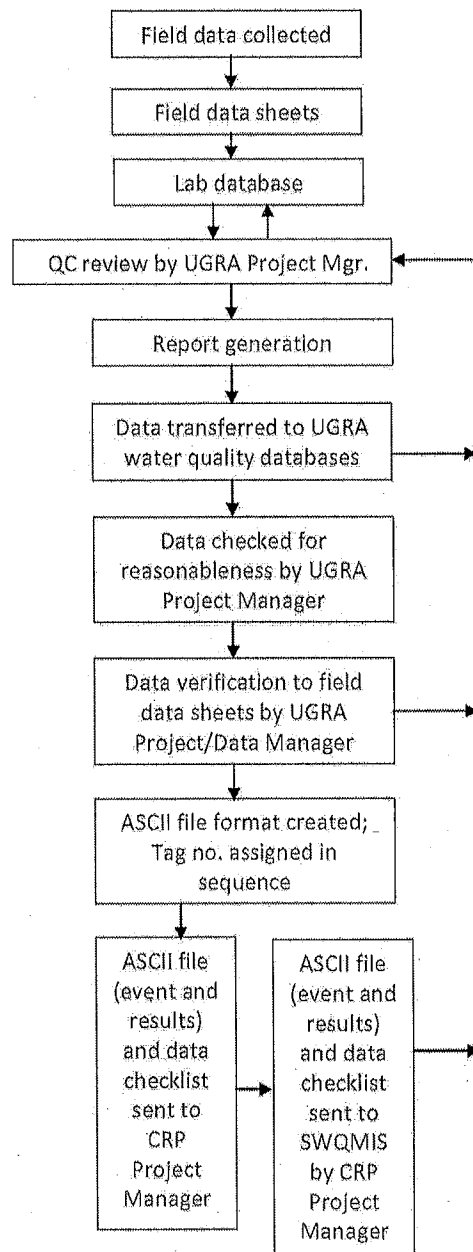 Field data collected
Field data sheets
Lab database
QC review by UGRA Project Mgr.
Report generation
Data transferred to UGRA
water quality databases
Data checked for
reasonableness by UGRA
Project Manager
Data verification to field
data sheets by UGRA
Project/Data Manager
ASCII file format created;
Tag no. assigned in
sequence
ASCII file
(event and
results)
and data
checklist
sent to
CRP
Project
Manager
ASCII file
(event and
results)
and data
checklist
sent to
SWQMIS
by CRP
Project
Manager